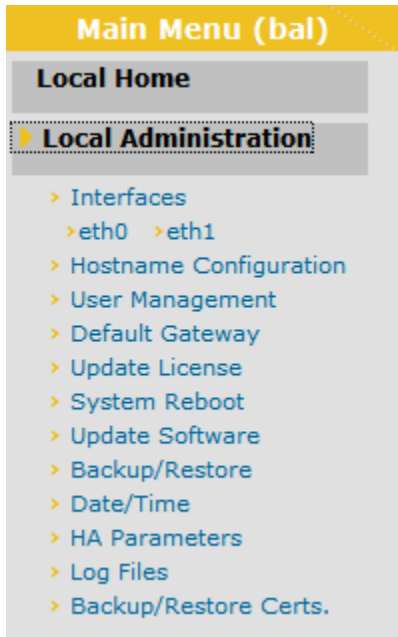 Main Menu (bal)
Local Home
Local Administration
> Interfaces
>eth0 >eth1
> Hostname Configuration
> User Management
> Default Gateway
> Update License
> System Reboot
> Update Software
> Backup/Restore
> Date/Time
> HA Parameters
> Log Files
> Backup/Restore Certs.